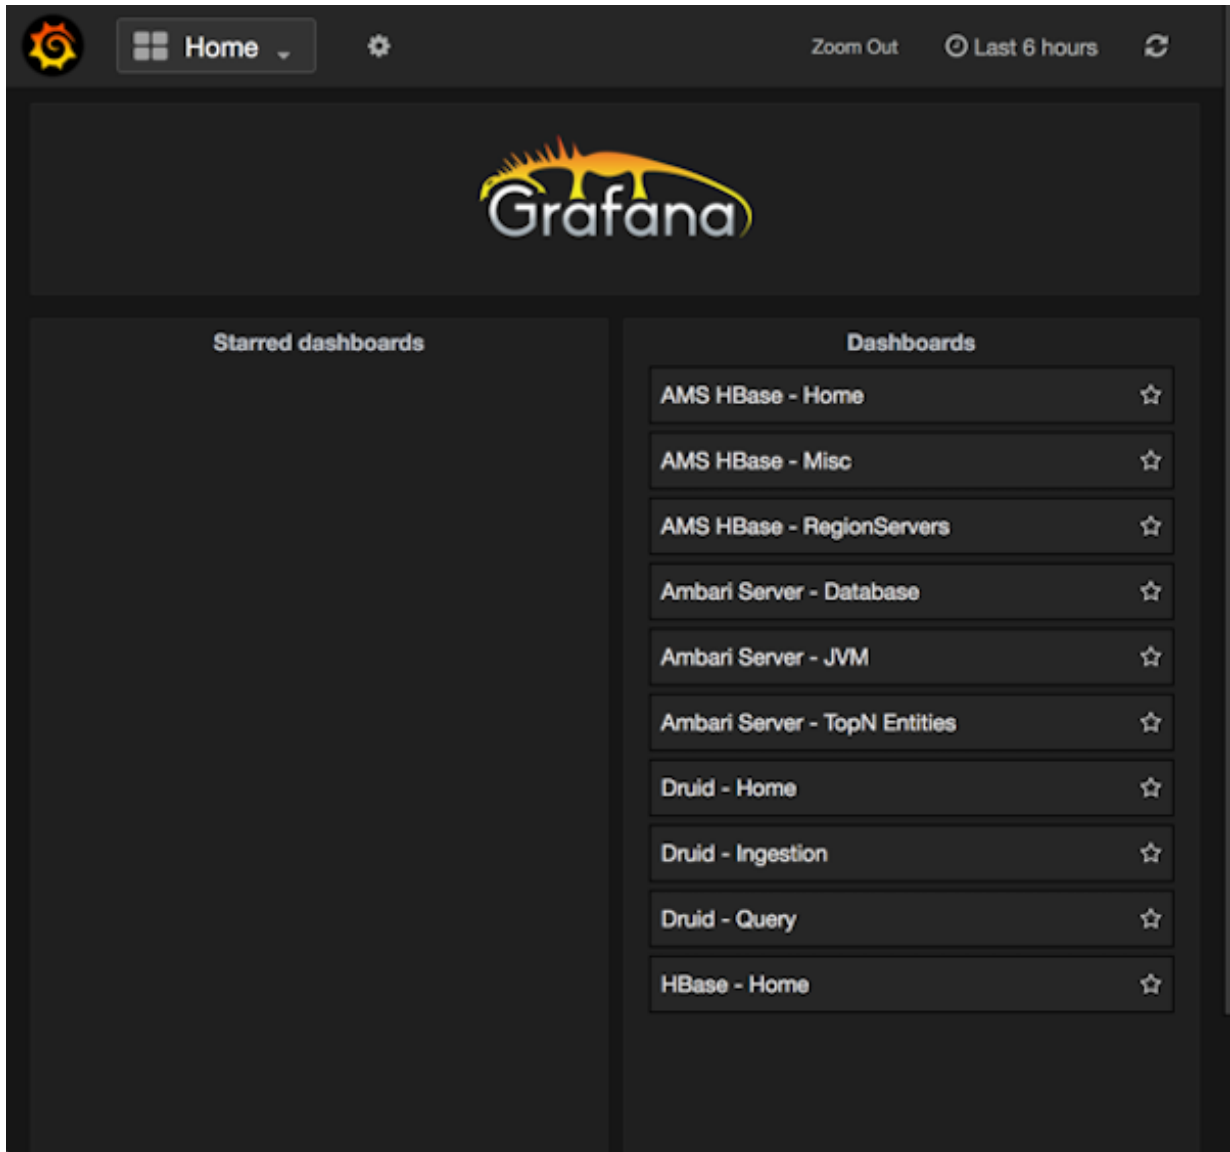 Home
Zoom Out
Last 6 hours
Grafana
Starred dashboards
Dashboards
AMS HBase - Home
AMS HBase - Misc
AMS HBase - RegionServers
Ambari Server - Database
Ambari Server - JVM
Ambari Server - TopN Entities
Druid - Home
Druid - Ingestion
Druid - Query
HBase - Home